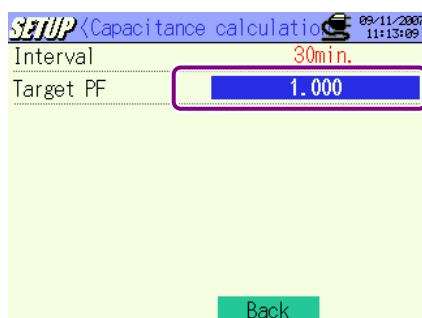 SETUP〈Capacitance calculatio 09/11/2007
11:13:09
Interval 30min.
Target PF 1.000
Back